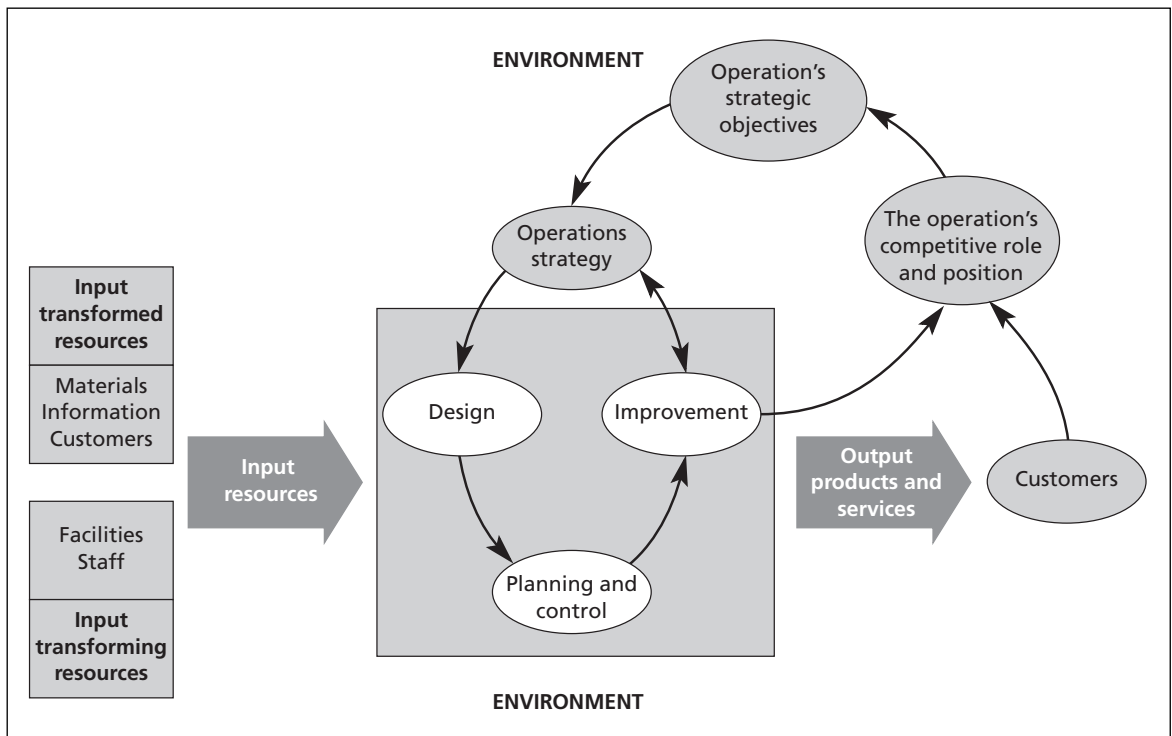 ENVIRONMENT
Operation's
strategic
objectives
The operation's
competitive role
and position
Operations
strategy
Input
transformed
resources
Materials
Information
Customers
Facilities
Staff
Input
transforming
resources
Input
resources
Design
Improvement
Planning and
control
Output
products and
services
Customers
ENVIRONMENT